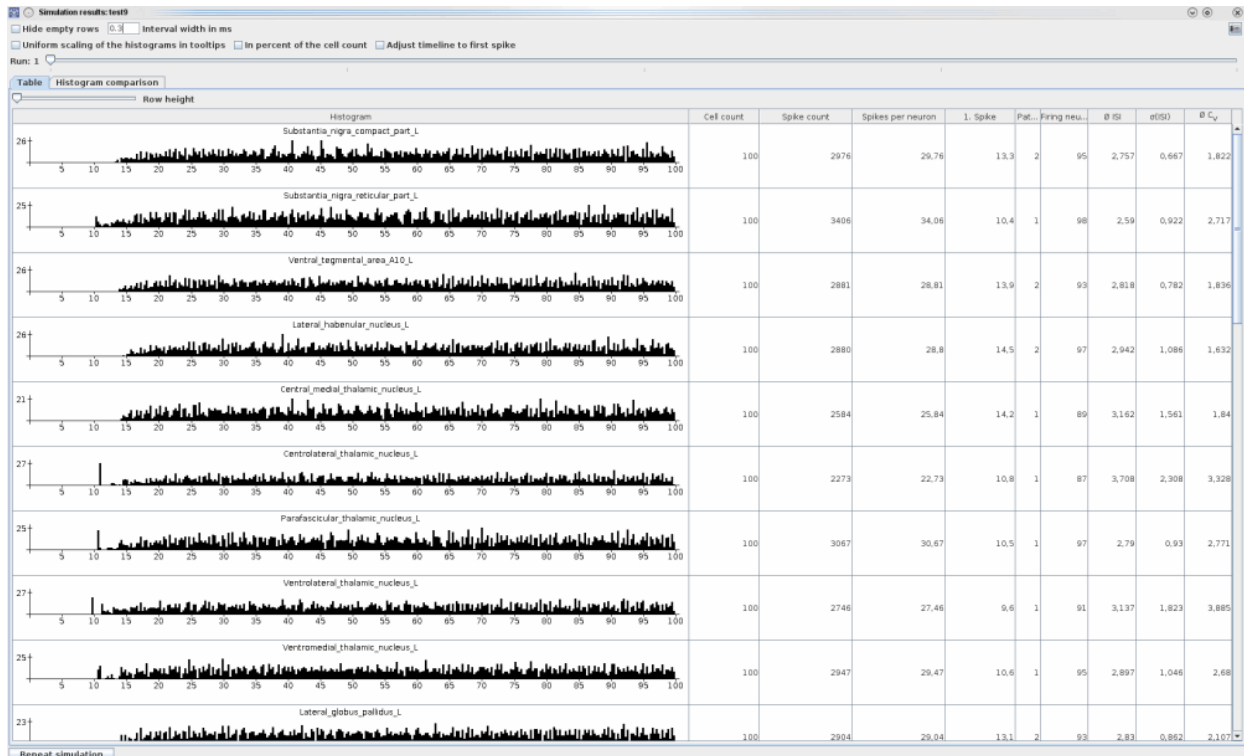 Simulation results: test9
Hide empty rows 0.3 Interval width in ms
Uniform scaling of the histograms in tooltips In percent of the cell count Adjust timeline to first spike
Run: 1
Table Histogram comparison
Row height
Histogram Cell count Spike count Spikes per neuron 1. Spike Pat... Firing neu... Ø ISI σ(ISI) Ø Cv
Substantia_nigra_compact_part_L
26
5 10 15 20 25 30 35 40 45 50 55 60 65 70 75 80 85 90 95 100
100 2976 29,76 13,3 2 95 2,757 0,667 1,822
Substantia_nigra_reticular_part_L
25
5 10 15 20 25 30 35 40 45 50 55 60 65 70 75 80 85 90 95 100
100 3406 34,06 10,4 1 98 2,59 0,922 2,717
Ventral_tegmental_area_A10_L
26
5 10 15 20 25 30 35 40 45 50 55 60 65 70 75 80 85 90 95 100
100 2881 28,81 13,9 2 93 2,818 0,782 1,836
Lateral_habenular_nucleus_L
26
5 10 15 20 25 30 35 40 45 50 55 60 65 70 75 80 85 90 95 100
100 2880 28,8 14,5 2 97 2,942 1,086 1,632
Central_medial_thalamic_nucleus_L
21
5 10 15 20 25 30 35 40 45 50 55 60 65 70 75 80 85 90 95 100
100 2584 25,84 14,2 1 89 3,162 1,561 1,84
Centrolateral_thalamic_nucleus_L
27
5 10 15 20 25 30 35 40 45 50 55 60 65 70 75 80 85 90 95 100
100 2273 22,73 10,8 1 87 3,708 2,308 3,328
Parafascicular_thalamic_nucleus_L
25
5 10 15 20 25 30 35 40 45 50 55 60 65 70 75 80 85 90 95 100
100 3067 30,67 10,5 1 97 2,79 0,93 2,771
Ventrolateral_thalamic_nucleus_L
27
5 10 15 20 25 30 35 40 45 50 55 60 65 70 75 80 85 90 95 100
100 2746 27,46 9,6 1 91 3,137 1,823 3,885
Ventromedial_thalamic_nucleus_L
25
5 10 15 20 25 30 35 40 45 50 55 60 65 70 75 80 85 90 95 100
100 2947 29,47 10,6 1 95 2,897 1,046 2,68
Lateral_globus_pallidus_L
23
100 2904 29,04 13,1 2 93 2,83 0,862 2,107
Repeat simulation